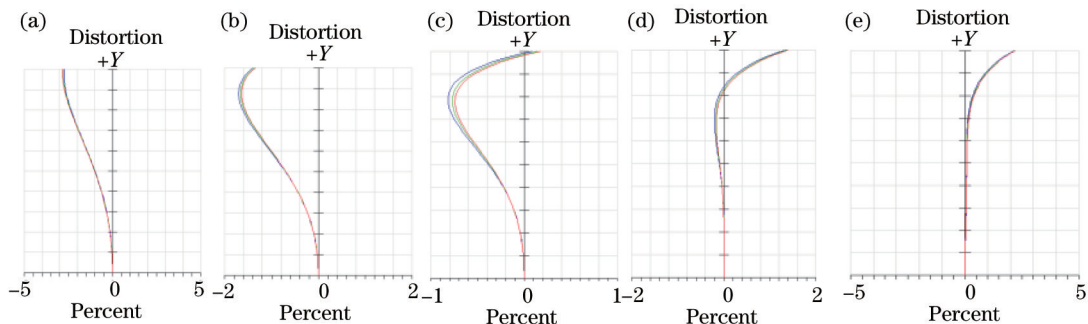 (a)
Distortion
+Y
−5
0
5
Percent
(b)
Distortion
+Y
−2
0
2
Percent
(c)
Distortion
+Y
−1
0
1
Percent
(d)
Distortion
+Y
−2
0
2
Percent
(e)
Distortion
+Y
−5
0
5
Percent